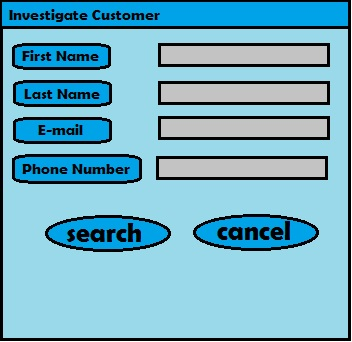 Investigate Customer
First Name
Last Name
E-mail
Phone Number
search cancel